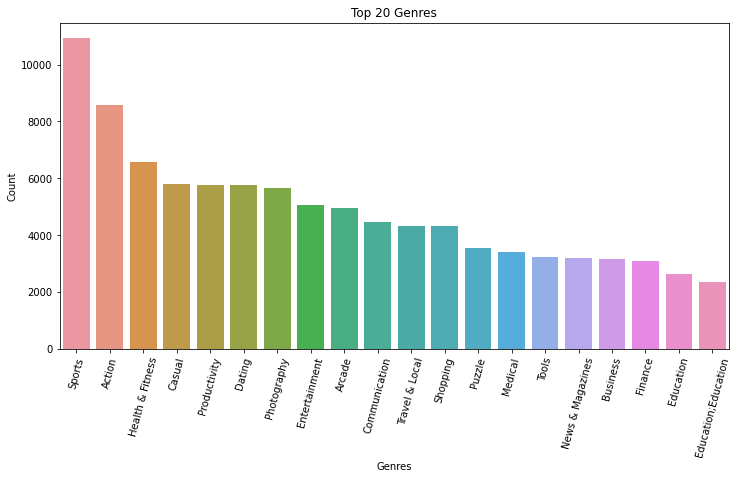 Top 20 Genres
Count
10000
8000
6000
4000
2000
0
Sports
Action
Health & Fitness
Casual
Productivity
Dating
Photography
Entertainment
Arcade
Communication
Travel & Local
Shopping
Puzzle
Medical
Tools
News & Magazines
Business
Finance
Education
Education;Education
Genres